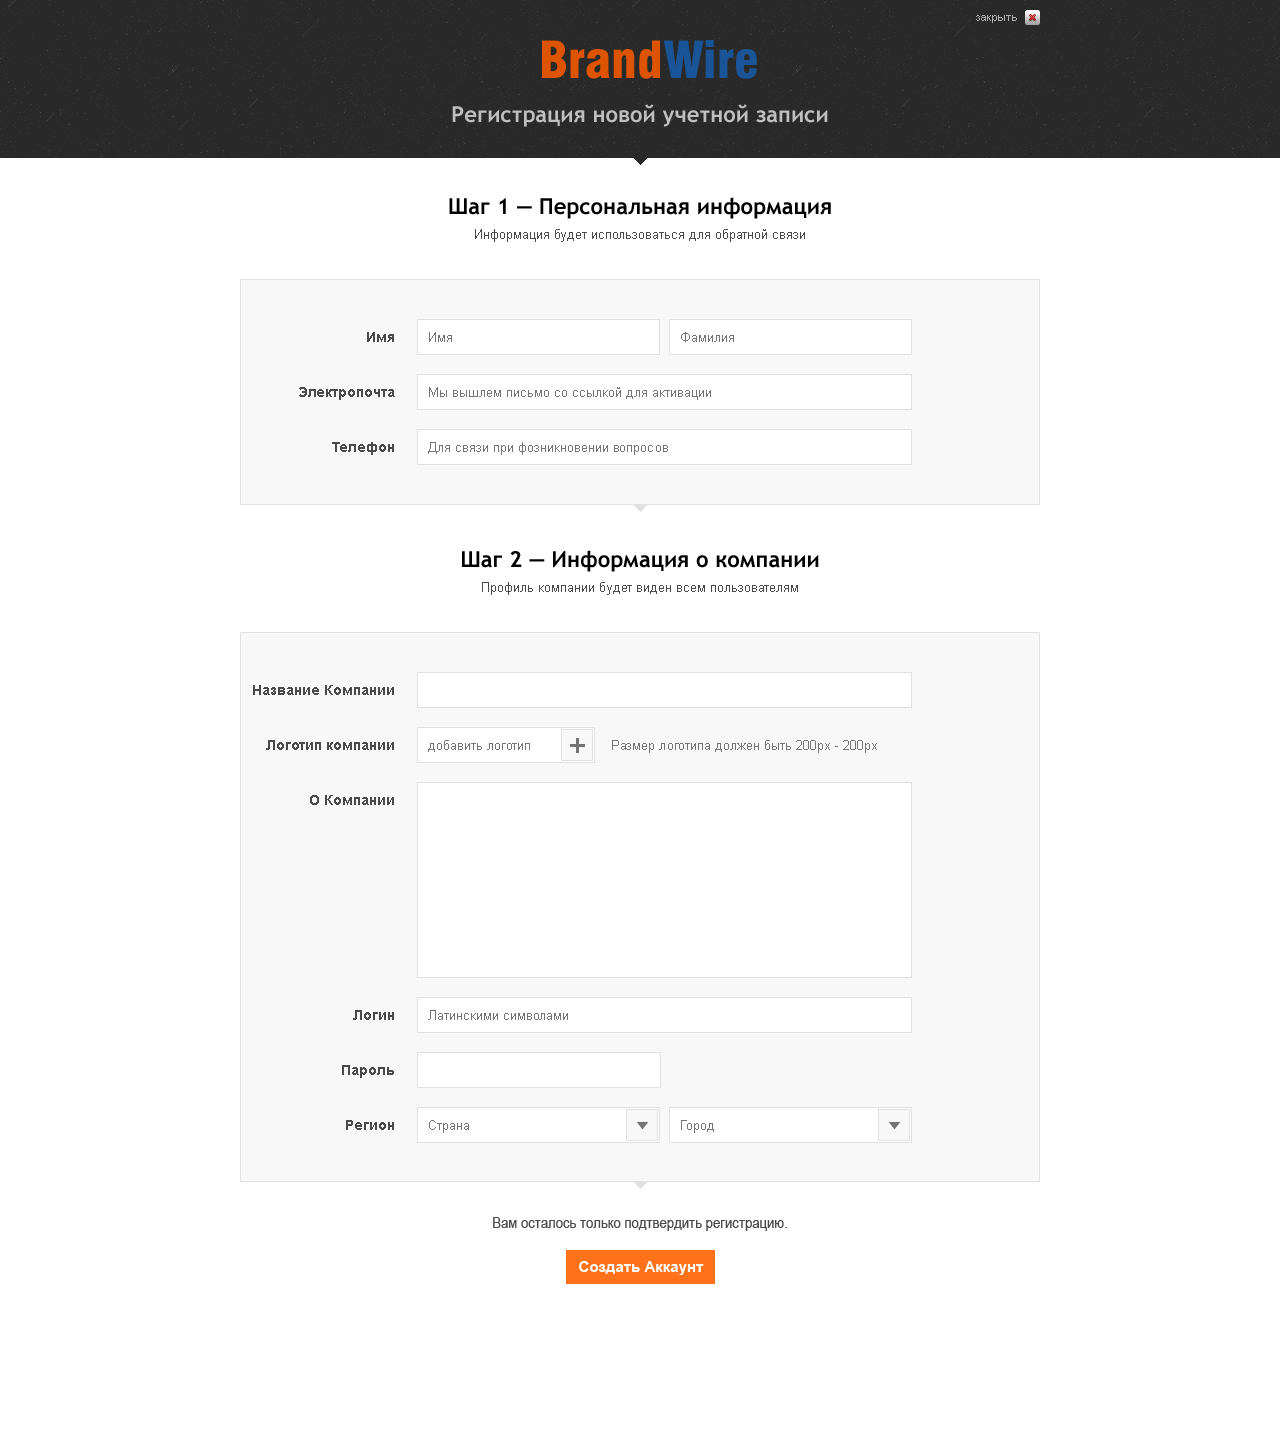 закрыть
BrandWire
Регистрация новой учетной записи
Шаг 1 — Персональная информация
Информация будет использоваться для обратной связи
Имя Имя Фамилия
Электропочта Мы вышлем письмо со ссылкой для активации
Телефон Для связи при фозникновении вопросов
Шаг 2 — Информация о компании
Профиль компании будет виден всем пользователям
Название Компании
Логотип компании добавить логотип Размер логотипа должен быть 200px - 200px
О Компании
Логин Латинскими символами
Пароль
Регион Страна Город
Вам осталось только подтвердить регистрацию.
Создать Аккаунт